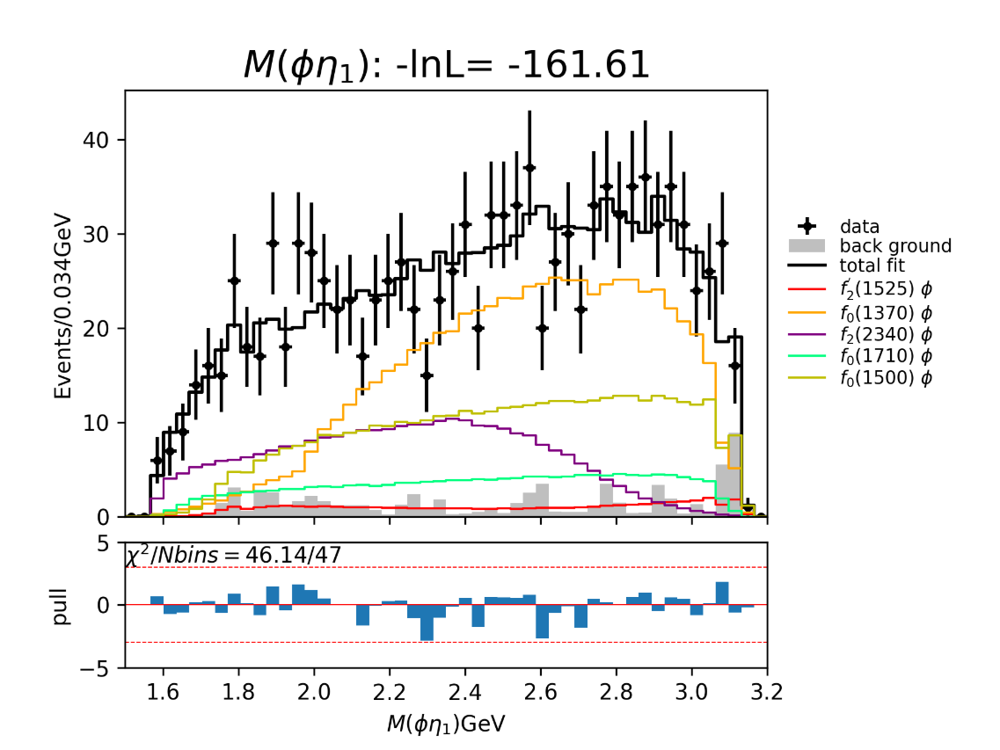 M(ϕη₁): -lnL= -161.61
Events/0.034GeV
40
30
20
10
0
data
back ground
total fit
f₂′(1525) ϕ
f₀(1370) ϕ
f₂(2340) ϕ
f₀(1710) ϕ
f₀(1500) ϕ
χ²/Nbins = 46.14/47
pull
5
0
−5
1.6 1.8 2.0 2.2 2.4 2.6 2.8 3.0 3.2
M(ϕη₁)GeV